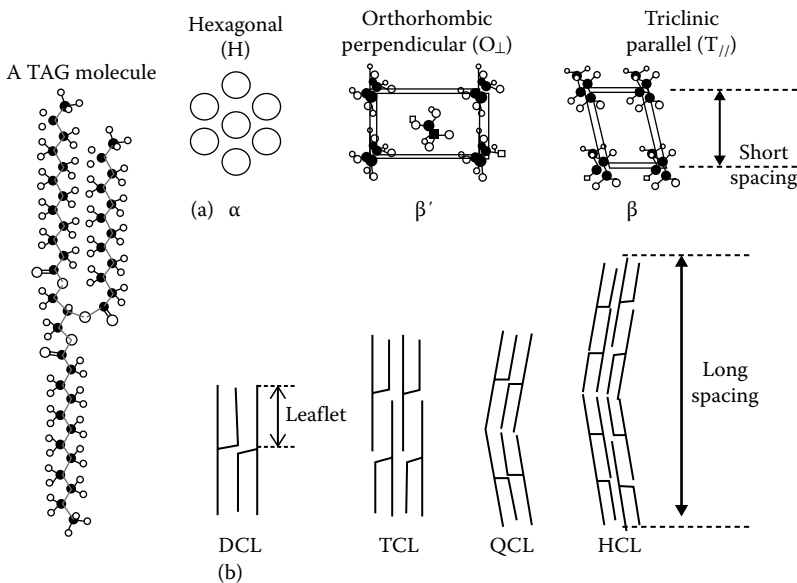 A TAG molecule
Hexagonal
(H)
Orthorhombic
perpendicular (O⊥)
Triclinic
parallel (T//)
Short
spacing
(a) α
β′
β
Leaflet
Long
spacing
DCL
TCL
QCL
HCL
(b)